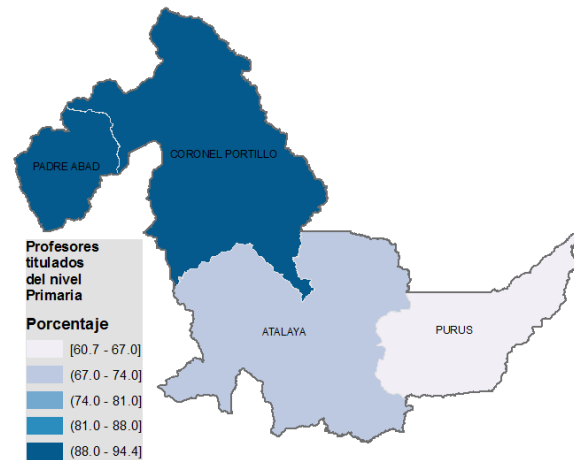 PADRE ABAD
CORONEL PORTILLO
ATALAYA
PURUS
Profesores
titulados
del nivel
Primaria
Porcentaje
[60.7 - 67.0]
(67.0 - 74.0]
(74.0 - 81.0]
(81.0 - 88.0]
(88.0 - 94.4]